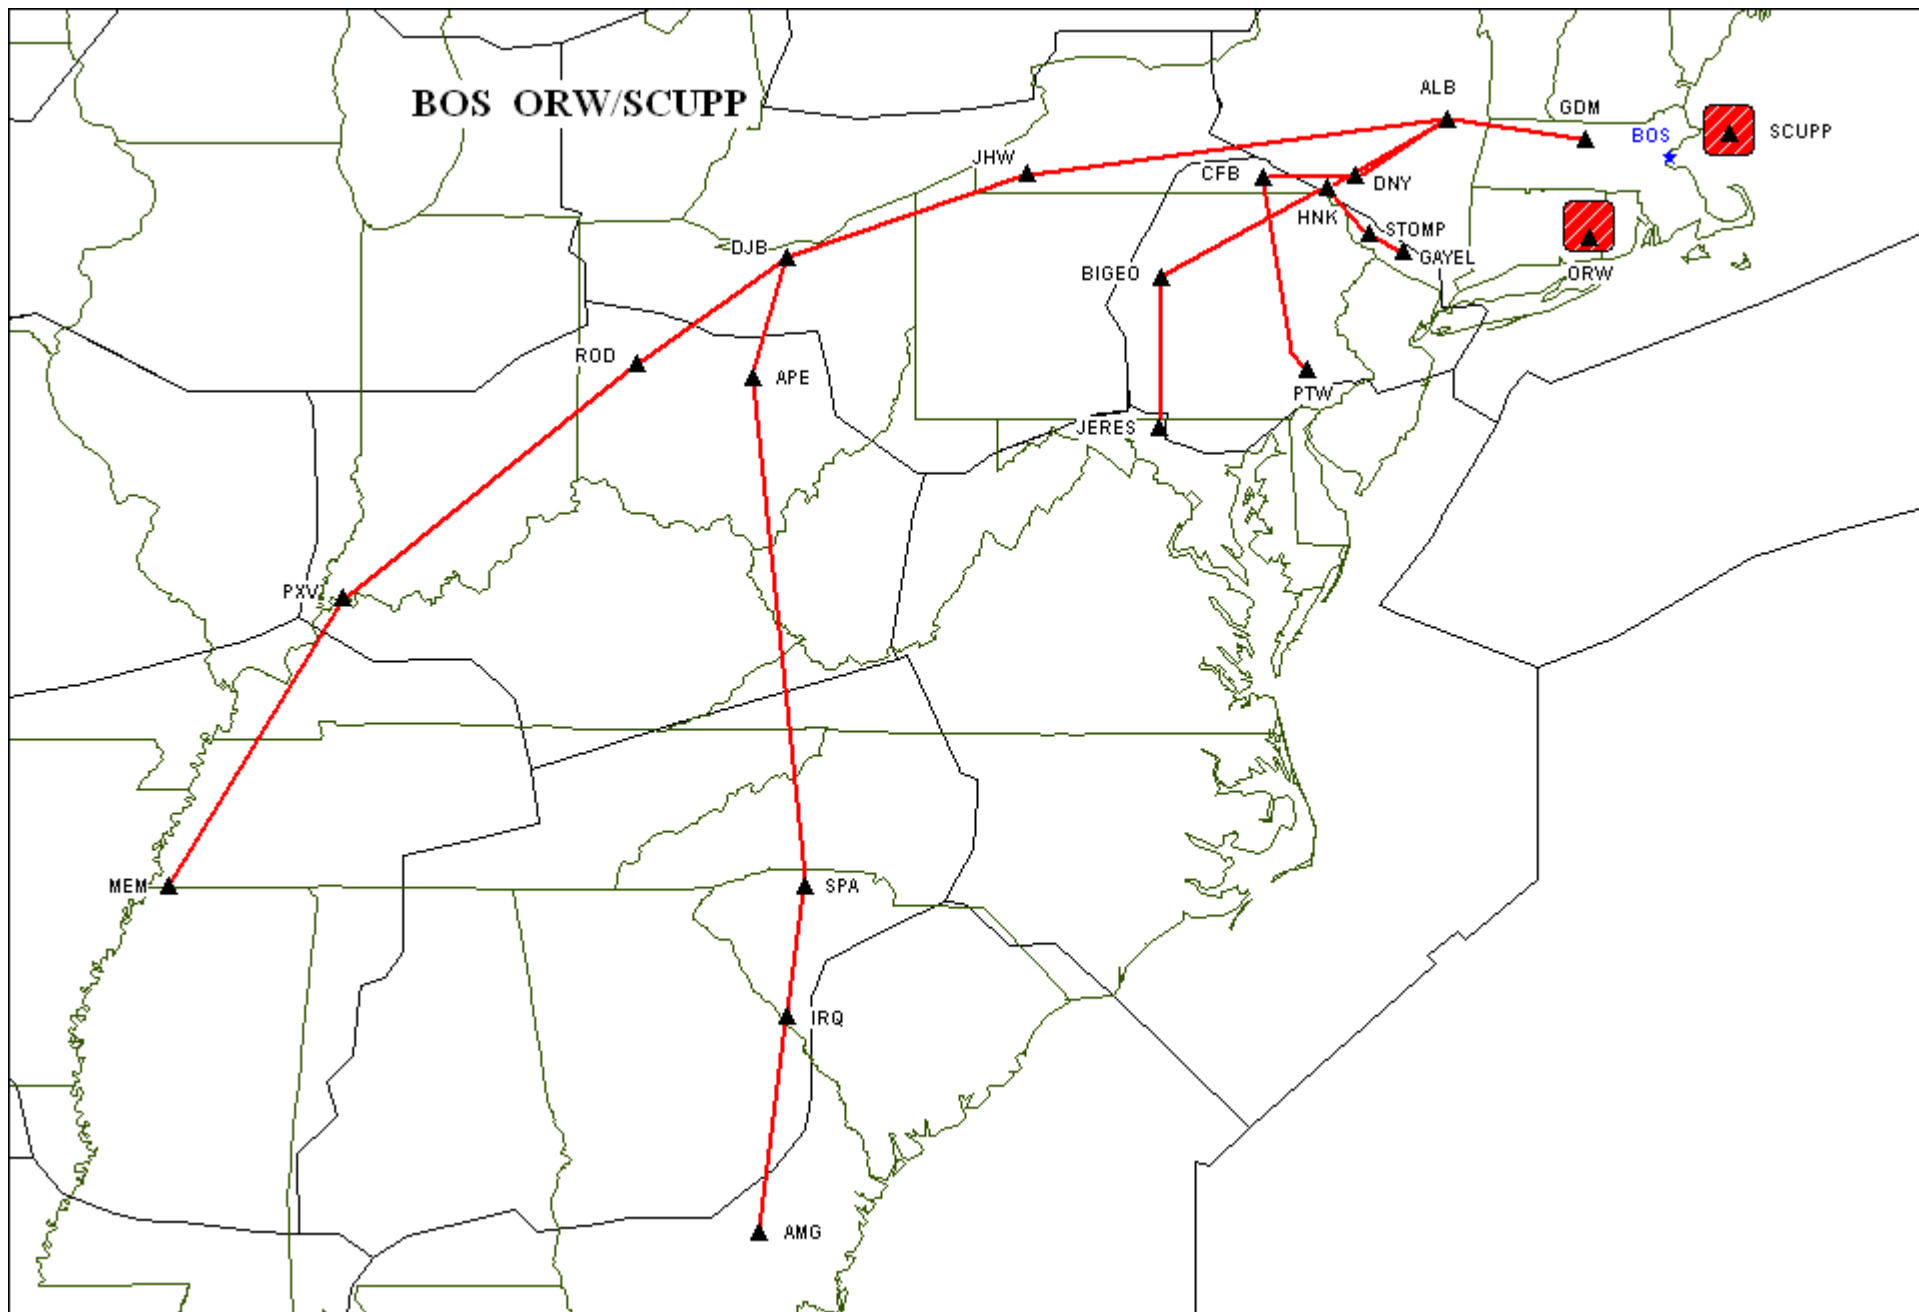 BOS ORW/SCUPP
ALB
GDM
BOS
SCUPP
JHW
CFB
DNY
HNK
STOMP
GAYEL
DJB
BIGEO
ORW
ROD
APE
PTW
JERES
PXV
MEM
SPA
IRQ
AMG